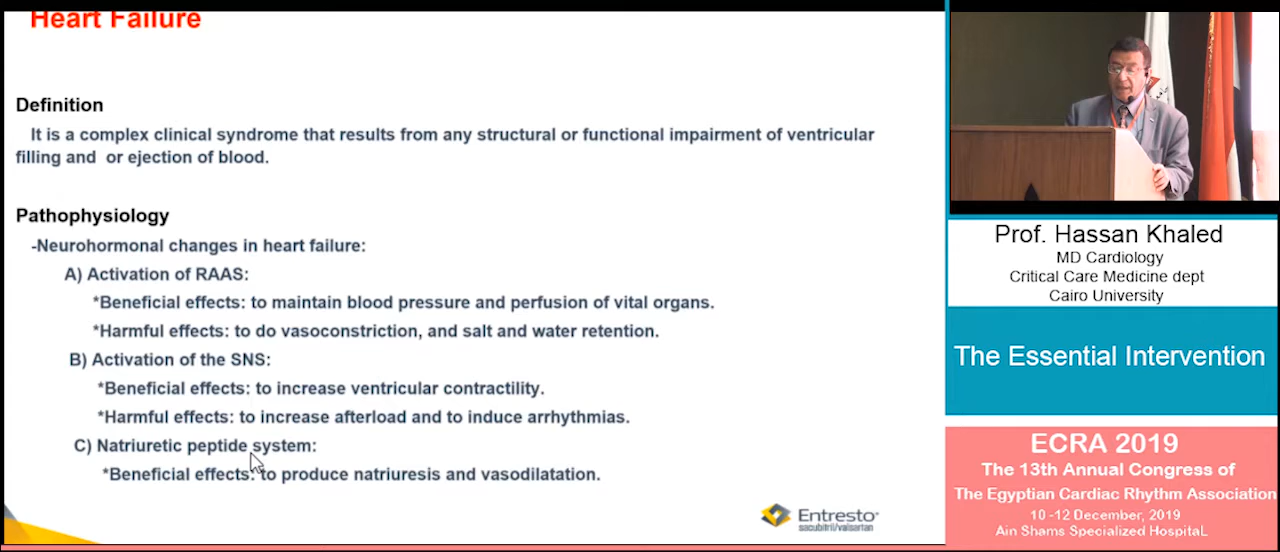 Heart Failure
Definition
It is a complex clinical syndrome that results from any structural or functional impairment of ventricular
filling and or ejection of blood.
Pathophysiology
-Neurohormonal changes in heart failure:
A) Activation of RAAS:
*Beneficial effects: to maintain blood pressure and perfusion of vital organs.
*Harmful effects: to do vasoconstriction, and salt and water retention.
B) Activation of the SNS:
*Beneficial effects: to increase ventricular contractility.
*Harmful effects: to increase afterload and to induce arrhythmias.
C) Natriuretic peptide system:
*Beneficial effects: to produce natriuresis and vasodilatation.
Entresto
sacubitril/valsartan
Prof. Hassan Khaled
MD Cardiology
Critical Care Medicine dept
Cairo University
The Essential Intervention
ECRA 2019
The 13th Annual Congress of
The Egyptian Cardiac Rhythm Association
10 -12 December, 2019
Ain Shams Specialized HospitaL